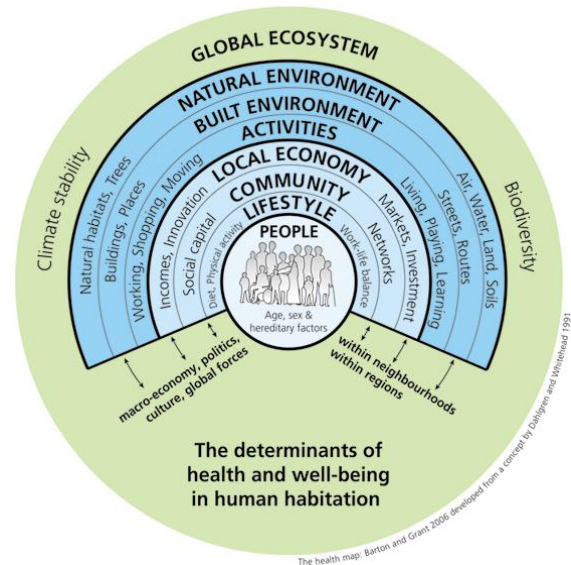 GLOBAL ECOSYSTEM
NATURAL ENVIRONMENT
BUILT ENVIRONMENT
ACTIVITIES
LOCAL ECONOMY
COMMUNITY
LIFESTYLE
PEOPLE
Age, sex &
hereditary factors
Climate stability
Natural habitats, Trees
Buildings, Places
Working, Shopping, Moving
Incomes, Innovation
Social capital
Diet, Physical activity
Work-life balance
Networks
Markets, Investment
Living, Playing, Learning
Streets, Routes
Air, Water, Land, Soils
Biodiversity
macro-economy, politics,
culture, global forces
within neighbourhoods
within regions
The determinants of
health and well-being
in human habitation
The health map: Barton and Grant 2006 developed from a concept by Dahlgren and Whitehead 1991